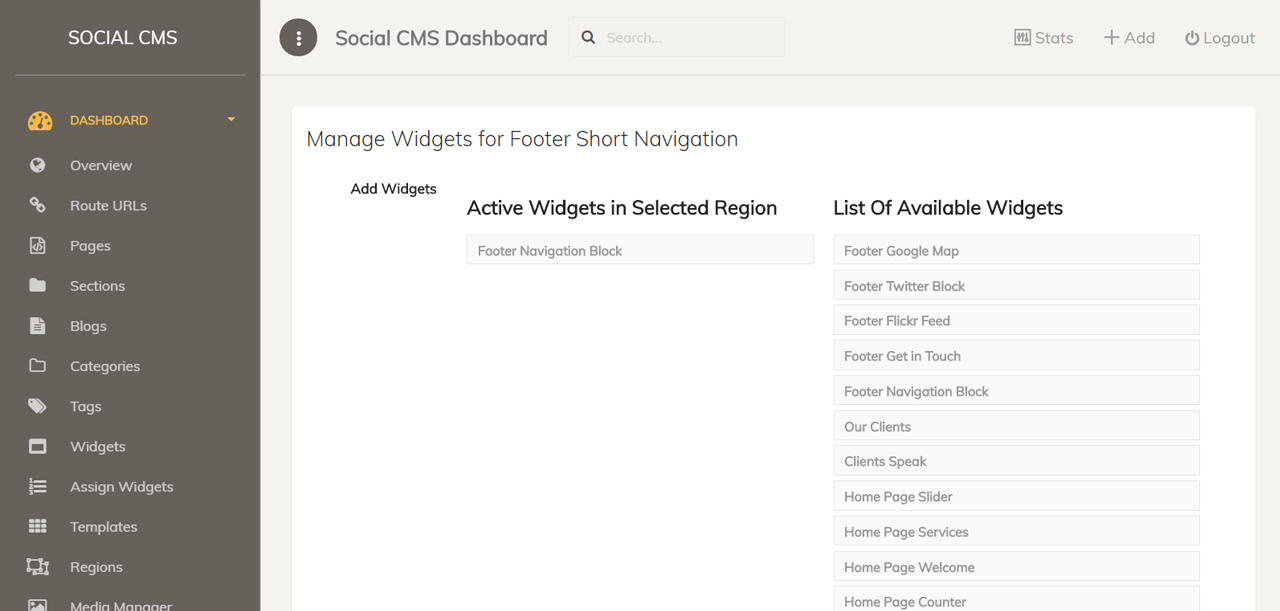 SOCIAL CMS
Social CMS Dashboard
Search...
Stats
Add
Logout
DASHBOARD
Overview
Route URLs
Pages
Sections
Blogs
Categories
Tags
Widgets
Assign Widgets
Templates
Regions
Media Manager
Manage Widgets for Footer Short Navigation
Add Widgets
Active Widgets in Selected Region
Footer Navigation Block
List Of Available Widgets
Footer Google Map
Footer Twitter Block
Footer Flickr Feed
Footer Get in Touch
Footer Navigation Block
Our Clients
Clients Speak
Home Page Slider
Home Page Services
Home Page Welcome
Home Page Counter